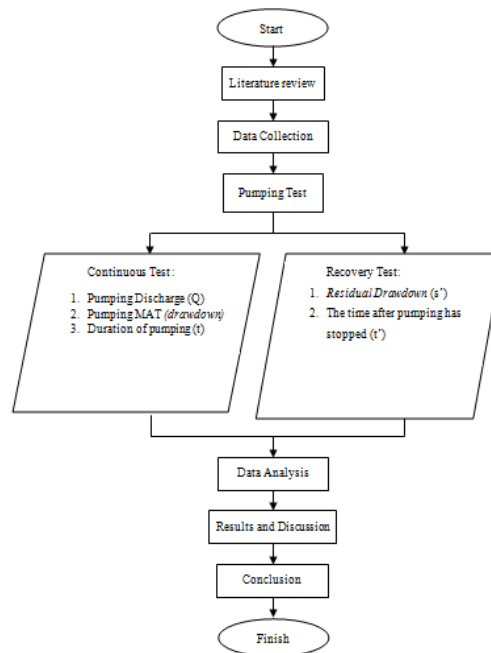 Start
Literature review
Data Collection
Pumping Test
Continuous Test :
1. Pumping Discharge (Q)
2. Pumping MAT (drawdown)
3. Duration of pumping (t)
Recovery Test:
1. Residual Drawdown (s’)
2. The time after pumping has
stopped (t’)
Data Analysis
Results and Discussion
Conclusion
Finish